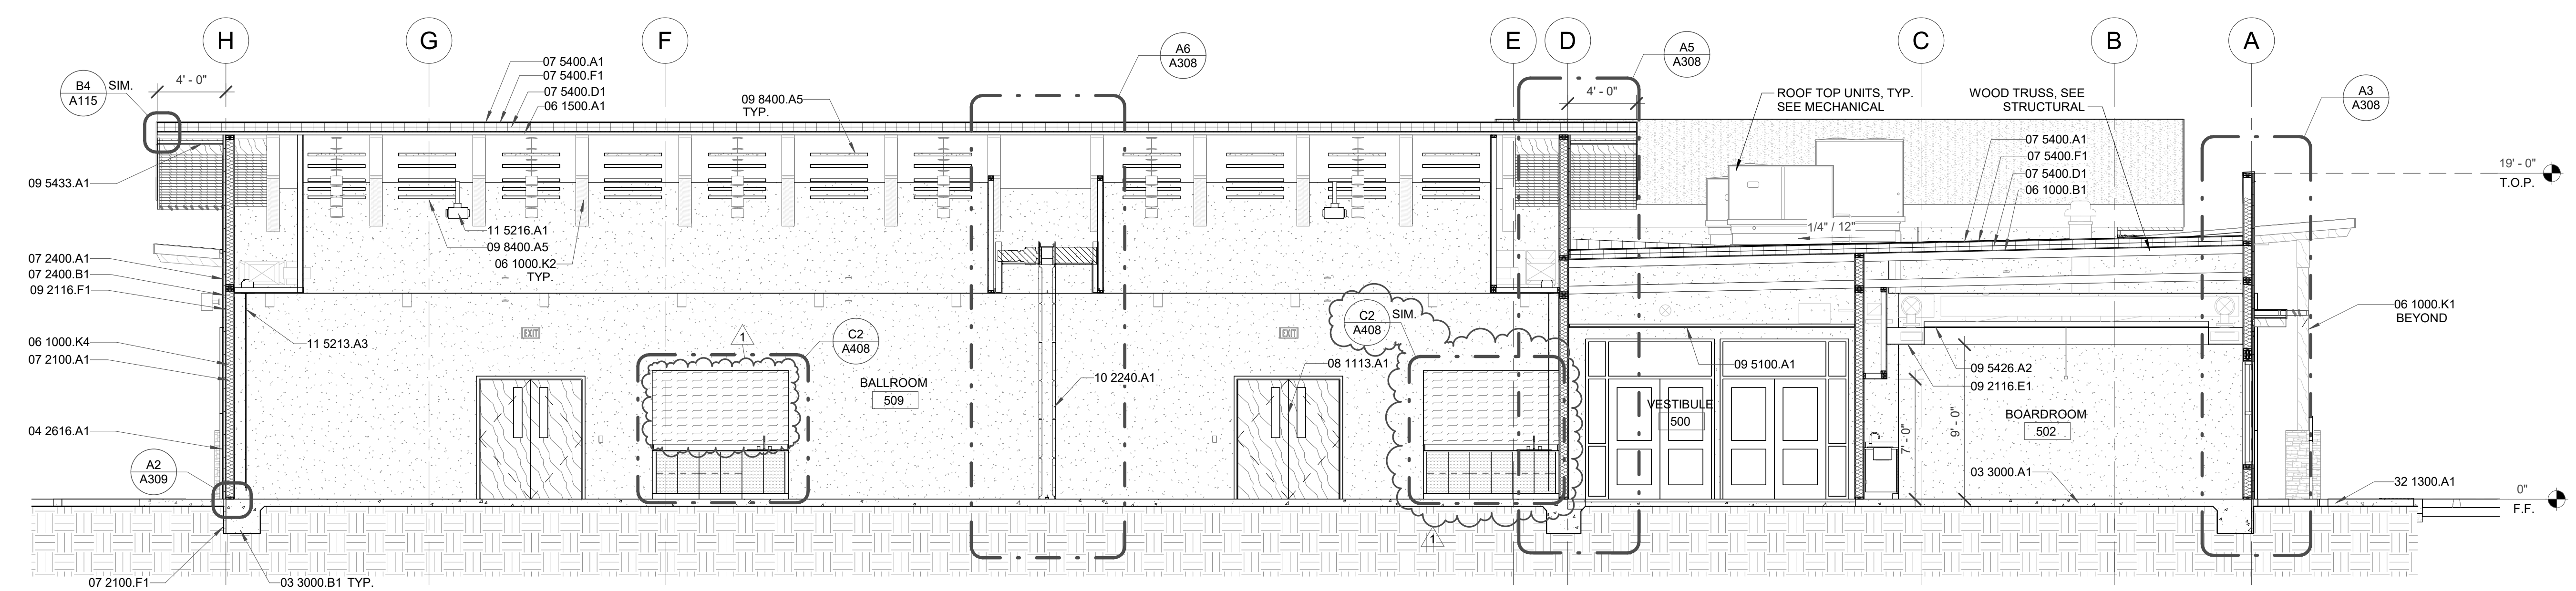 H
G
F
E
D
C
B
A
A6
A308
A5
A308
B4
A115
SIM.
4' - 0"
07 5400.A1
07 5400.F1
07 5400.D1
06 1500.A1
09 8400.A5
TYP.
4' - 0"
ROOF TOP UNITS, TYP.
SEE MECHANICAL
WOOD TRUSS, SEE
STRUCTURAL
A3
A308
07 5400.A1
07 5400.F1
07 5400.D1
06 1000.B1
19' - 0"
T.O.P.
09 5433.A1
11 5216.A1
09 8400.A5
06 1000.K2
TYP.
1/4" / 12"
07 2400.A1
07 2400.B1
09 2116.F1
06 1000.K1
BEYOND
EXIT
EXIT
C2
A408
SIM.
1
C2
A408
06 1000.K4
07 2100.A1
11 5213.A3
08 1113.A1
09 5100.A1
09 5426.A2
09 2116.E1
10 2240.A1
BALLROOM
509
VESTIBULE
500
BOARDROOM
502
7' - 0"
9' - 0"
04 2616.A1
A2
A309
03 3000.A1
32 1300.A1
0"
F.F.
1
07 2100.F1
03 3000.B1 TYP.